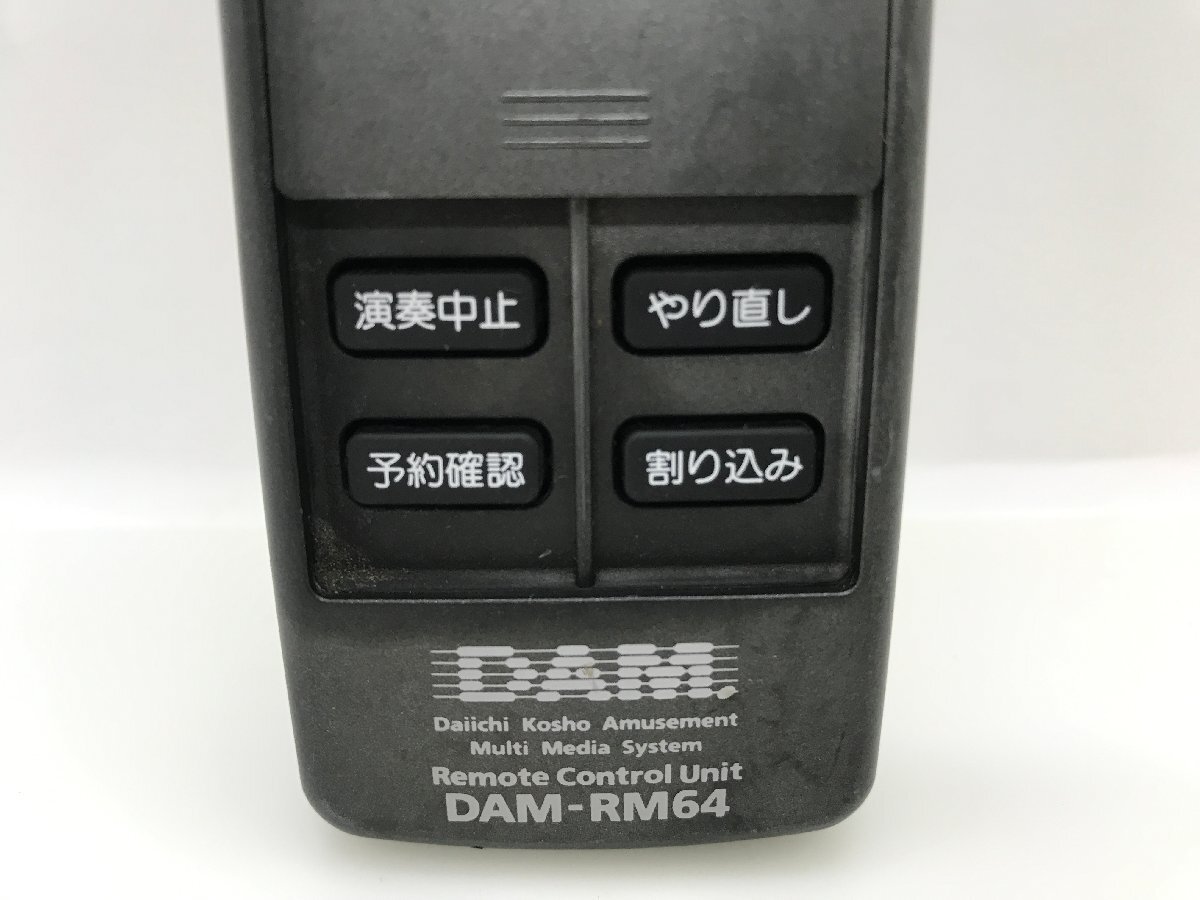 演奏中止
やり直し
予約確認
割り込み
DAM
Daiichi Kosho Amusement
Multi Media System
Remote Control Unit
DAM-RM64